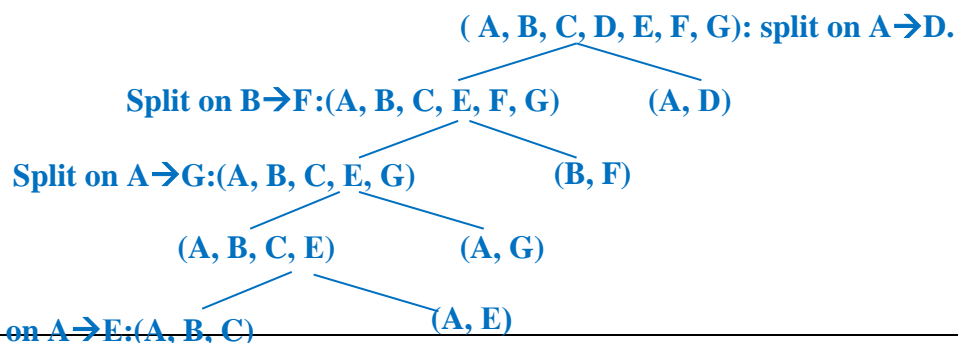 ( A, B, C, D, E, F, G): split on A→D.
Split on B→F:(A, B, C, E, F, G) (A, D)
Split on A→G:(A, B, C, E, G) (B, F)
(A, B, C, E) (A, G)
on A→E:(A, B, C) (A, E)